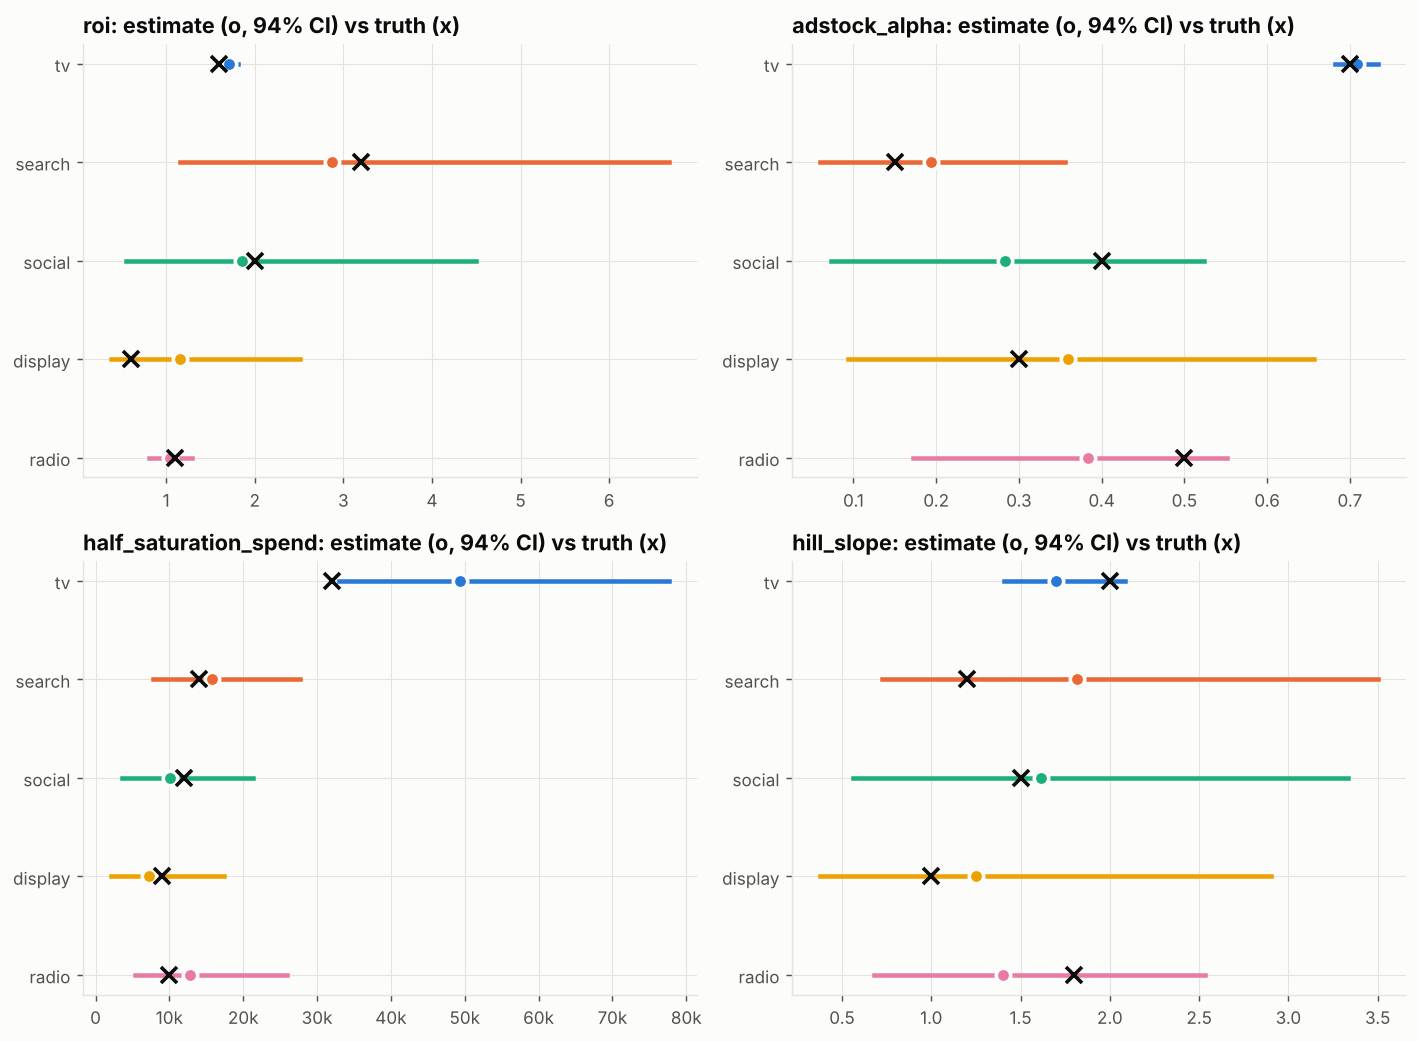 roi: estimate (o, 94% CI) vs truth (x)
tv
search
social
display
radio
1 2 3 4 5 6
adstock_alpha: estimate (o, 94% CI) vs truth (x)
tv
search
social
display
radio
0.1 0.2 0.3 0.4 0.5 0.6 0.7
half_saturation_spend: estimate (o, 94% CI) vs truth (x)
tv
search
social
display
radio
0 10k 20k 30k 40k 50k 60k 70k 80k
hill_slope: estimate (o, 94% CI) vs truth (x)
tv
search
social
display
radio
0.5 1.0 1.5 2.0 2.5 3.0 3.5